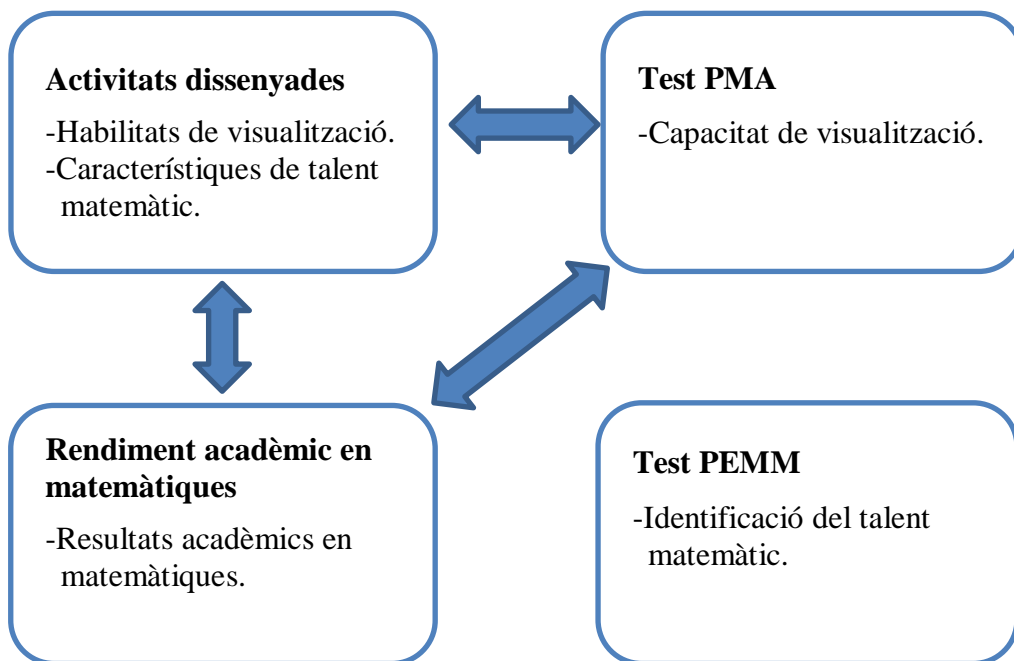 Activitats dissenyades
-Habilitats de visualització.
-Característiques de talent
matemàtic.
Test PMA
-Capacitat de visualització.
Rendiment acadèmic en
matemàtiques
-Resultats acadèmics en
matemàtiques.
Test PEMM
-Identificació del talent
matemàtic.